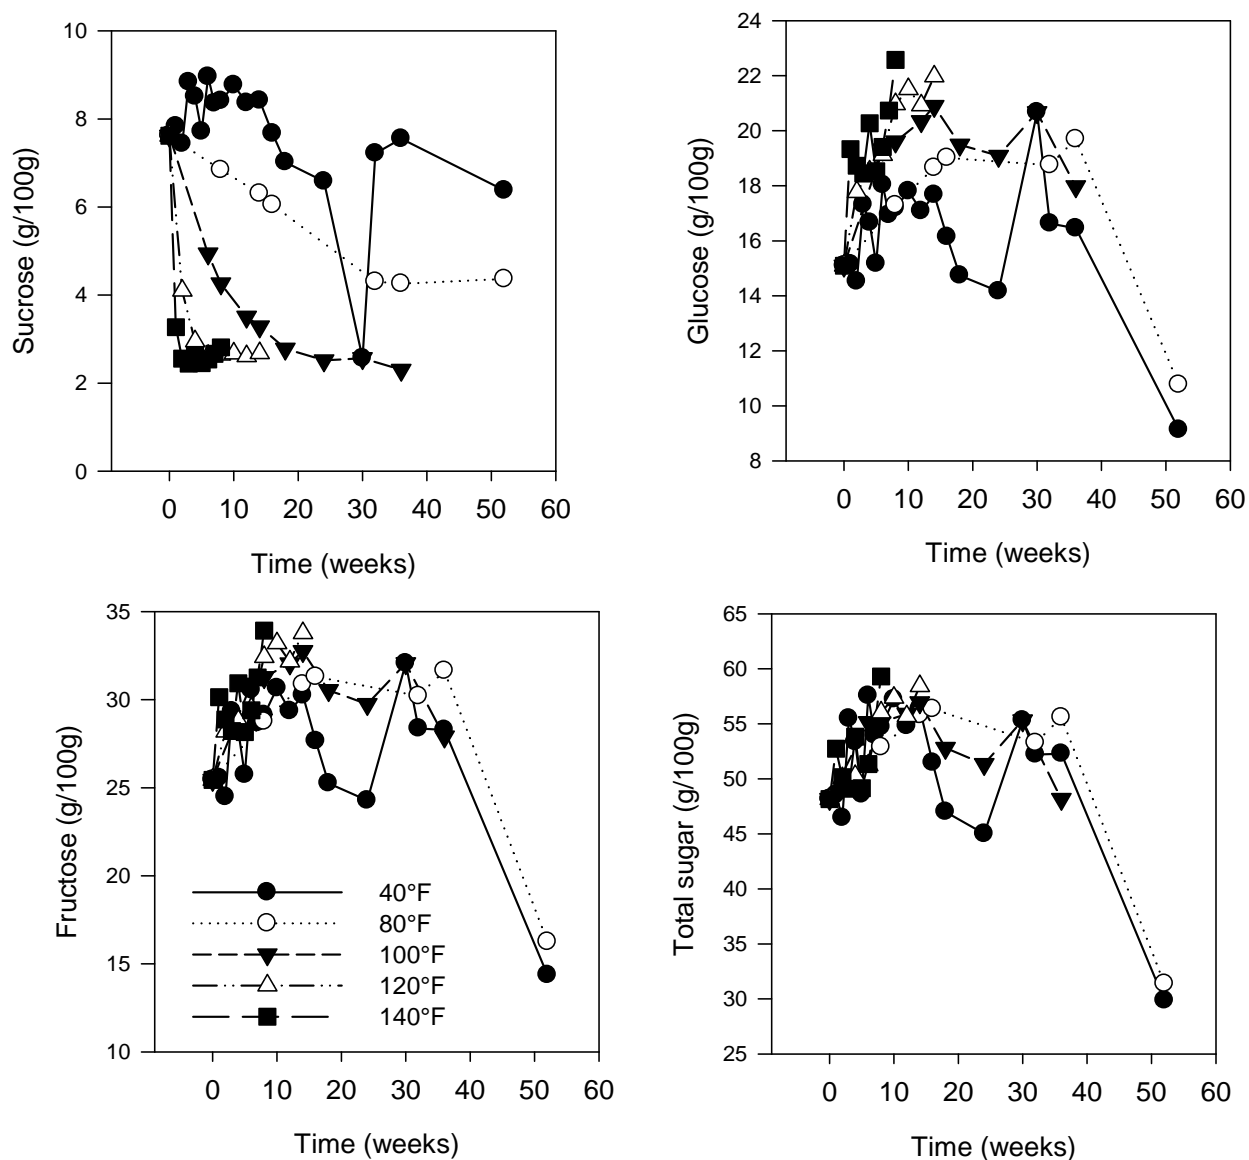 10
8
6
4
2
0
Sucrose (g/100g)
0 10 20 30 40 50 60
Time (weeks)
24
22
20
18
16
14
12
10
8
Glucose (g/100g)
0 10 20 30 40 50 60
Time (weeks)
35
30
25
20
15
10
Fructose (g/100g)
40°F
80°F
100°F
120°F
140°F
0 10 20 30 40 50 60
Time (weeks)
65
60
55
50
45
40
35
30
25
Total sugar (g/100g)
0 10 20 30 40 50 60
Time (weeks)